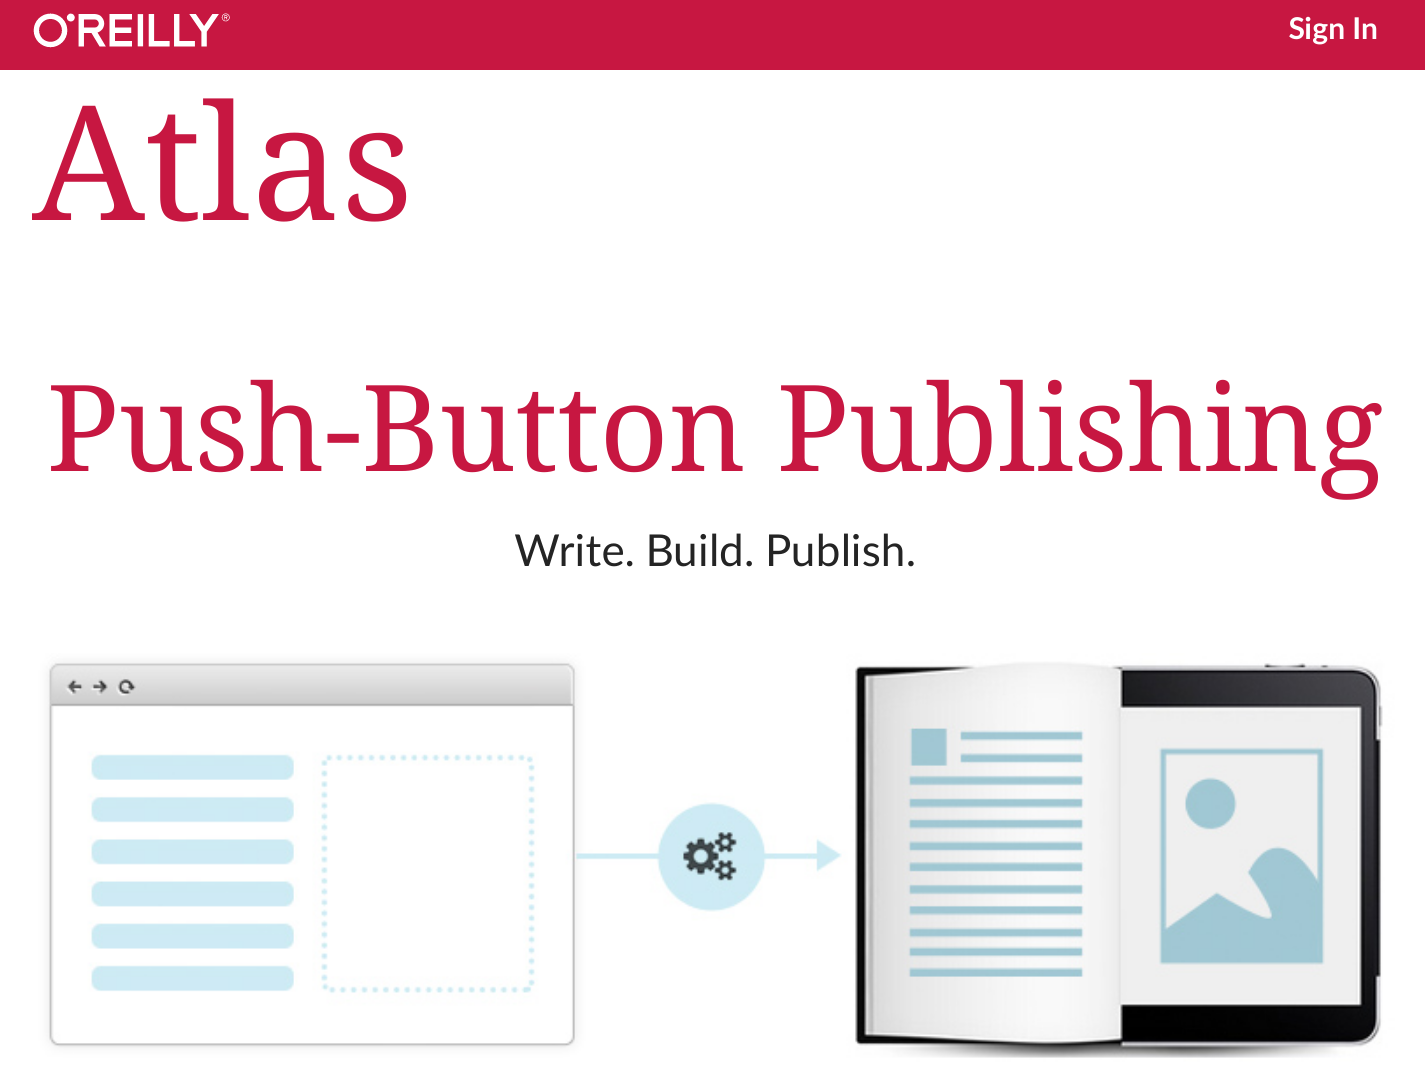 O'REILLY®
Sign In
Atlas
Push-Button Publishing
Write. Build. Publish.